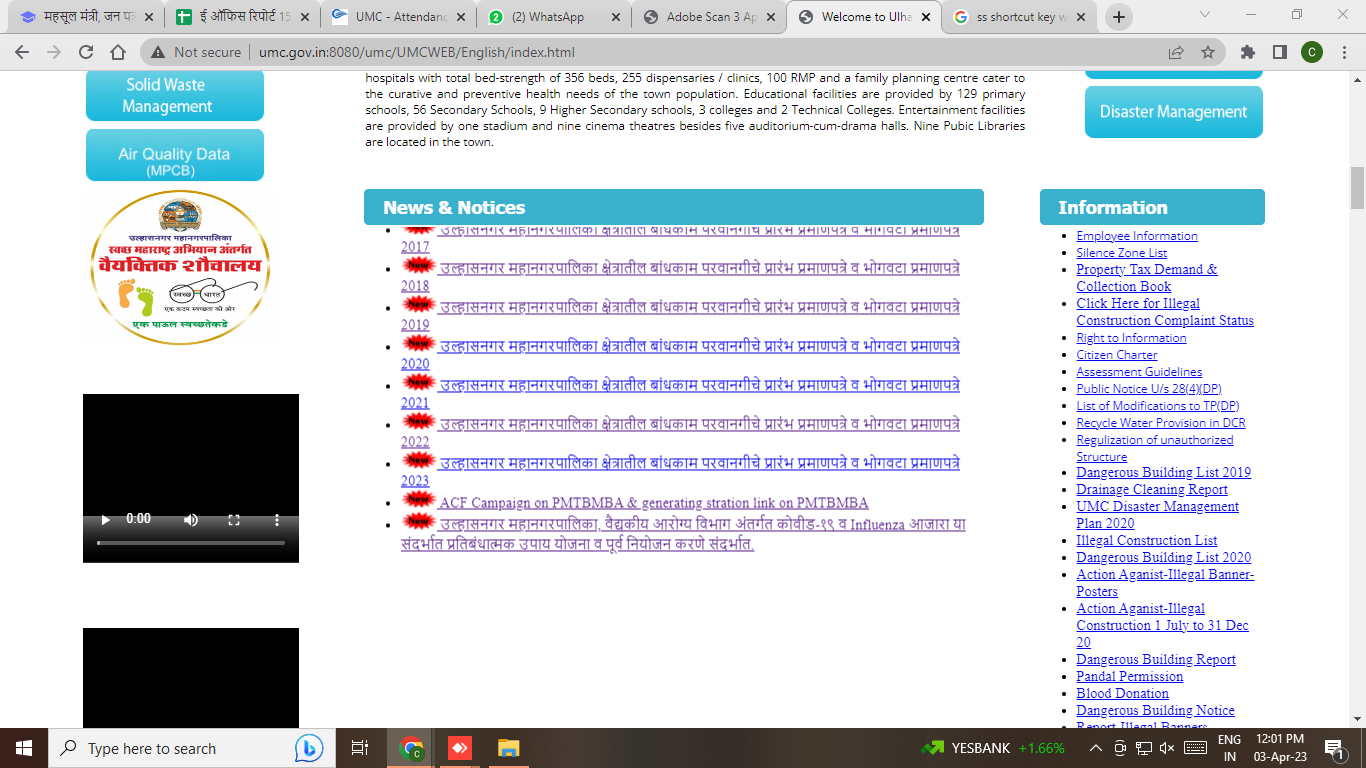 महसूल मंत्री, जन पत्र
ई ऑफिस रिपोर्ट 15
UMC - Attendanc
(2) WhatsApp
Adobe Scan 3 Ap
Welcome to Ulha
ss shortcut key w
Not secure | umc.gov.in:8080/umc/UMCWEB/English/index.html
C
Solid Waste
Management
Air Quality Data
(MPCB)
उल्हासनगर महानगरपालिका
स्वच्छ महाराष्ट्र अभियान अंतर्गत
वैयक्तिक शौचालय
स्वच्छ भारत
एक कदम स्वच्छता की ओर
एक पाऊल स्वच्छतेकडे
0:00
hospitals with total bed-strength of 356 beds, 255 dispensaries / clinics, 100 RMP and a family planning centre cater to
the curative and preventive health needs of the town population. Educational facilities are provided by 129 primary
schools, 56 Secondary Schools, 9 Higher Secondary schools, 3 colleges and 2 Technical Colleges. Entertainment facilities
are provided by one stadium and nine cinema theatres besides five auditorium-cum-drama halls. Nine Pubic Libraries
are located in the town.
News & Notices
New उल्हासनगर महानगरपालिका क्षेत्रातील बांधकाम परवानगीचे प्रारंभ प्रमाणपत्रे व भोगवटा प्रमाणपत्रे
2017
New उल्हासनगर महानगरपालिका क्षेत्रातील बांधकाम परवानगीचे प्रारंभ प्रमाणपत्रे व भोगवटा प्रमाणपत्रे
2018
New उल्हासनगर महानगरपालिका क्षेत्रातील बांधकाम परवानगीचे प्रारंभ प्रमाणपत्रे व भोगवटा प्रमाणपत्रे
2019
New उल्हासनगर महानगरपालिका क्षेत्रातील बांधकाम परवानगीचे प्रारंभ प्रमाणपत्रे व भोगवटा प्रमाणपत्रे
2020
New उल्हासनगर महानगरपालिका क्षेत्रातील बांधकाम परवानगीचे प्रारंभ प्रमाणपत्रे व भोगवटा प्रमाणपत्रे
2021
New उल्हासनगर महानगरपालिका क्षेत्रातील बांधकाम परवानगीचे प्रारंभ प्रमाणपत्रे व भोगवटा प्रमाणपत्रे
2022
New उल्हासनगर महानगरपालिका क्षेत्रातील बांधकाम परवानगीचे प्रारंभ प्रमाणपत्रे व भोगवटा प्रमाणपत्रे
2023
New ACF Campaign on PMTBMBA & generating stration link on PMTBMBA
New उल्हासनगर महानगरपालिका, वैद्यकीय आरोग्य विभाग अंतर्गत कोवीड-१९ व Influenza आजारा या
संदर्भात प्रतिबंधात्मक उपाय योजना व पूर्व नियोजन करणे संदर्भात.
Disaster Management
Information
Employee Information
Silence Zone List
Property Tax Demand &
Collection Book
Click Here for Illegal
Construction Complaint Status
Right to Information
Citizen Charter
Assessment Guidelines
Public Notice U/s 28(4)(DP)
List of Modifications to TP(DP)
Recycle Water Provision in DCR
Regulization of unauthorized
Structure
Dangerous Building List 2019
Drainage Cleaning Report
UMC Disaster Management
Plan 2020
Illegal Construction List
Dangerous Building List 2020
Action Aganist-Illegal Banner-
Posters
Action Aganist-Illegal
Construction 1 July to 31 Dec
20
Dangerous Building Report
Pandal Permission
Blood Donation
Dangerous Building Notice
Report Illegal Banners
Type here to search
YESBANK +1.66%
ENG
IN
12:01 PM
03-Apr-23
1